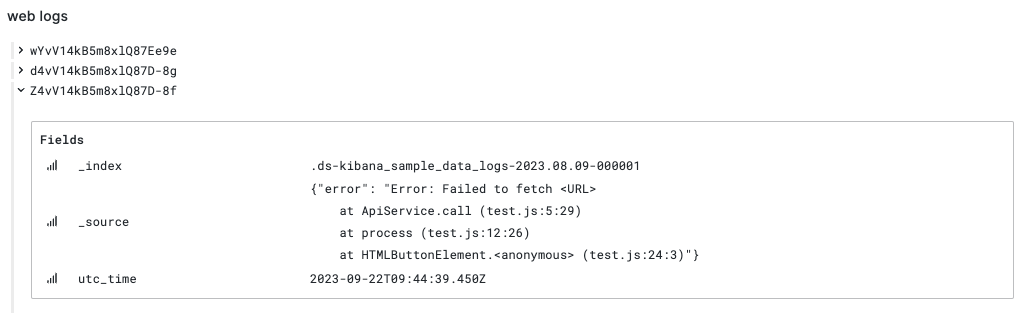 web logs
wYvV14kB5m8xlQ87Ee9e
d4vV14kB5m8xlQ87D-8g
Z4vV14kB5m8xlQ87D-8f
Fields
_index .ds-kibana_sample_data_logs-2023.08.09-000001
_source {"error": "Error: Failed to fetch <URL>
at ApiService.call (test.js:5:29)
at process (test.js:12:26)
at HTMLButtonElement.<anonymous> (test.js:24:3)"}
utc_time 2023-09-22T09:44:39.450Z